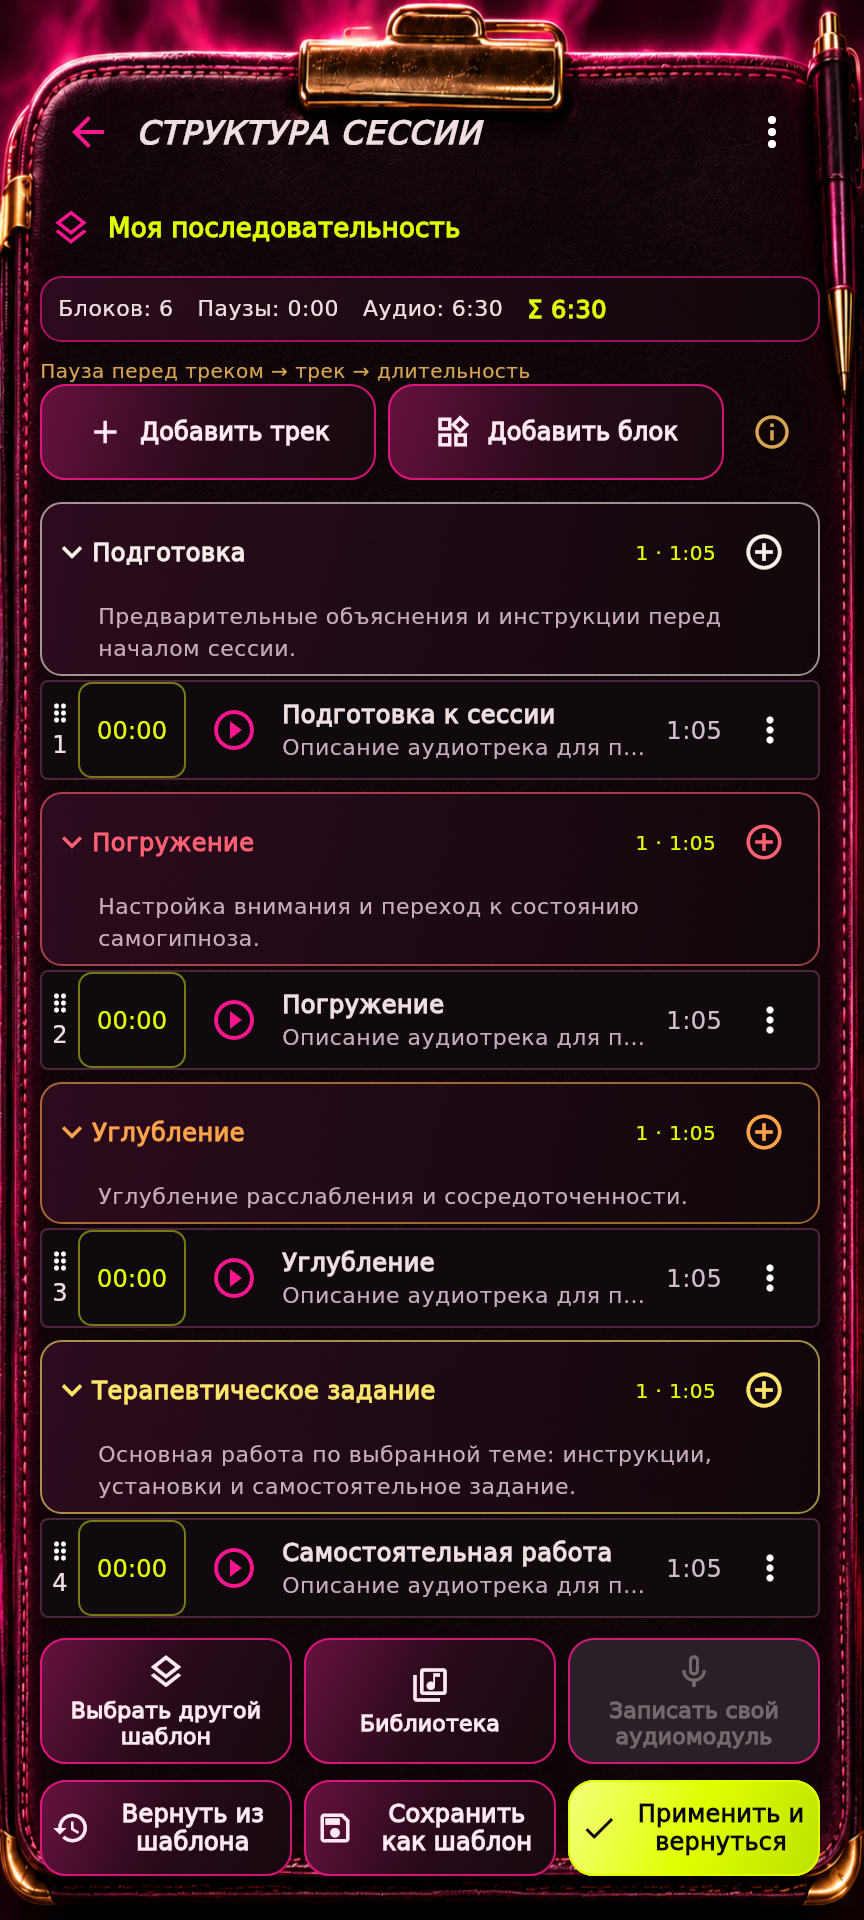 СТРУКТУРА СЕССИИ
Моя последовательность
Блоков: 6 Паузы: 0:00 Аудио: 6:30 Σ 6:30
Пауза перед треком → трек → длительность
Добавить трек
Добавить блок
Подготовка 1 · 1:05
Предварительные объяснения и инструкции перед
началом сессии.
1 00:00 Подготовка к сессии 1:05
Описание аудиотрека для п...
Погружение 1 · 1:05
Настройка внимания и переход к состоянию
самогипноза.
2 00:00 Погружение 1:05
Описание аудиотрека для п...
Углубление 1 · 1:05
Углубление расслабления и сосредоточенности.
3 00:00 Углубление 1:05
Описание аудиотрека для п...
Терапевтическое задание 1 · 1:05
Основная работа по выбранной теме: инструкции,
установки и самостоятельное задание.
4 00:00 Самостоятельная работа 1:05
Описание аудиотрека для п...
Выбрать другой
шаблон
Библиотека
Записать свой
аудиомодуль
Вернуть из
шаблона
Сохранить
как шаблон
Применить и
вернуться